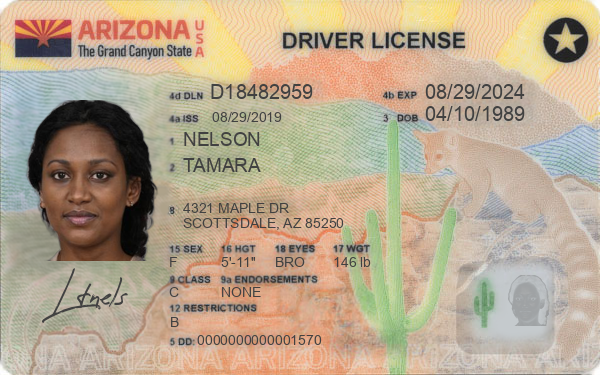 ARIZONA USA
The Grand Canyon State
DRIVER LICENSE
4d DLN D18482959
4b EXP 08/29/2024
4a ISS 08/29/2019
3 DOB 04/10/1989
1 NELSON
2 TAMARA
8 4321 MAPLE DR
SCOTTSDALE, AZ 85250
15 SEX 16 HGT 18 EYES 17 WGT
F 5'-11" BRO 146 lb
9 CLASS 9a ENDORSEMENTS
C NONE
12 RESTRICTIONS
B
5 DD: 0000000000001570
ARIZONA ARIZONA ARIZONA